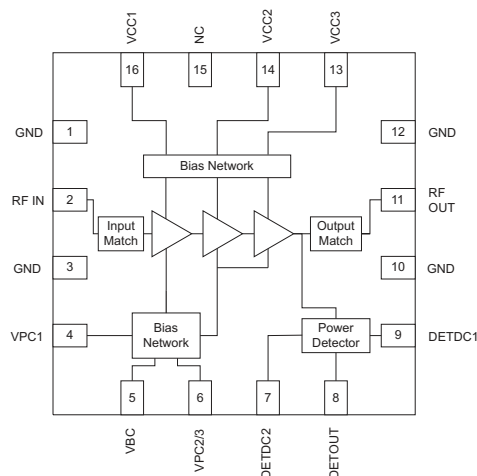 VCC1
NC
VCC2
VCC3
16
15
14
13
GND
1
12
GND
Bias Network
RF IN
2
11
RF
OUT
Input
Match
Output
Match
GND
3
10
GND
VPC1
4
Bias
Network
Power
Detector
9
DETDC1
5
6
7
8
VBC
VPC2/3
DETDC2
DETOUT